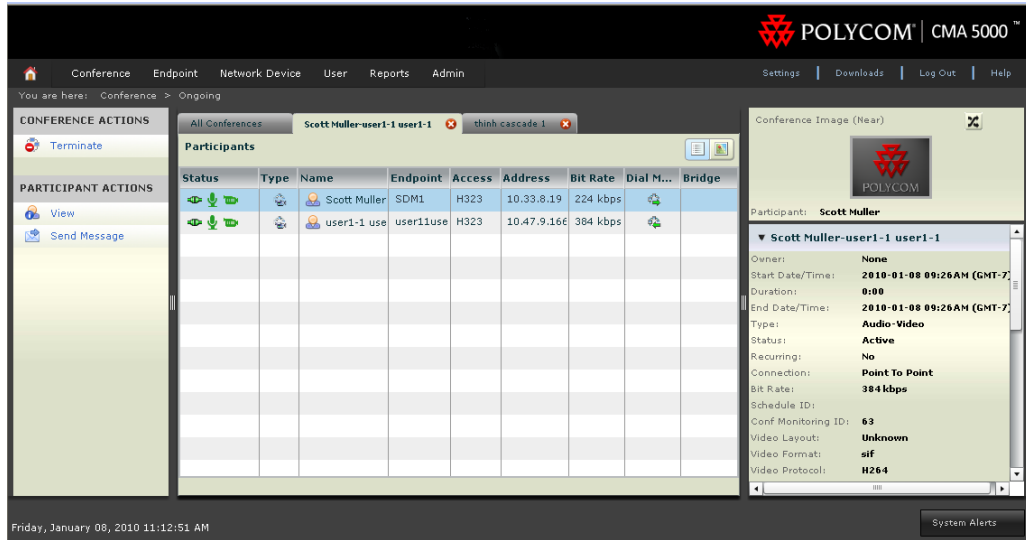 POLYCOM® | CMA 5000 ™
Conference Endpoint Network Device User Reports Admin Settings Downloads Log Out Help
You are here: Conference > Ongoing
CONFERENCE ACTIONS
Terminate
PARTICIPANT ACTIONS
View
Send Message
All Conferences Scott Muller-user1-1 user1-1 thinh cascade 1
Participants
Status Type Name Endpoint Access Address Bit Rate Dial M... Bridge
Scott Muller SDM1 H323 10.33.8.19 224 kbps
user1-1 use user11use H323 10.47.9.166 384 kbps
Conference Image (Near)
POLYCOM
Participant: Scott Muller
Scott Muller-user1-1 user1-1
Owner: None
Start Date/Time: 2010-01-08 09:26AM (GMT-7)
Duration: 0:00
End Date/Time: 2010-01-08 09:26AM (GMT-7)
Type: Audio-Video
Status: Active
Recurring: No
Connection: Point To Point
Bit Rate: 384 kbps
Schedule ID:
Conf Monitoring ID: 63
Video Layout: Unknown
Video Format: sif
Video Protocol: H264
Friday, January 08, 2010 11:12:51 AM
System Alerts